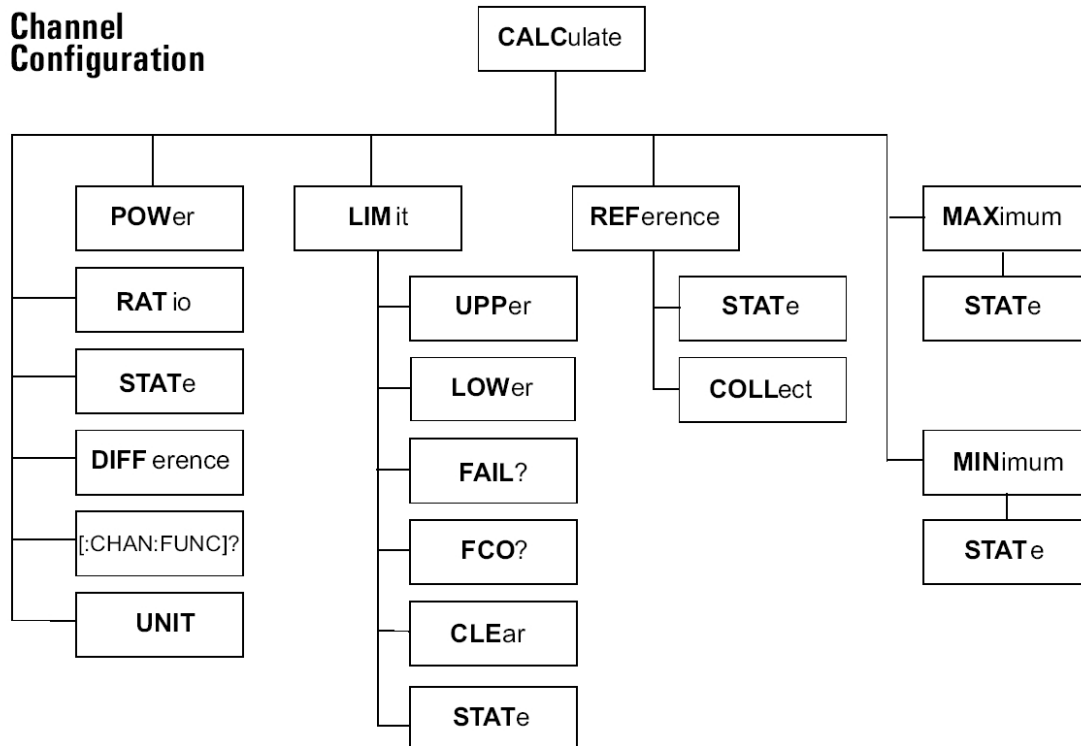 Channel
Configuration
CALCulate
POWer
RATio
STATe
DIFFerence
[:CHAN:FUNC]?
UNIT
LIMit
UPPer
LOWer
FAIL?
FCO?
CLEar
STATe
REFerence
STATe
COLLect
MAXimum
STATe
MINimum
STATe